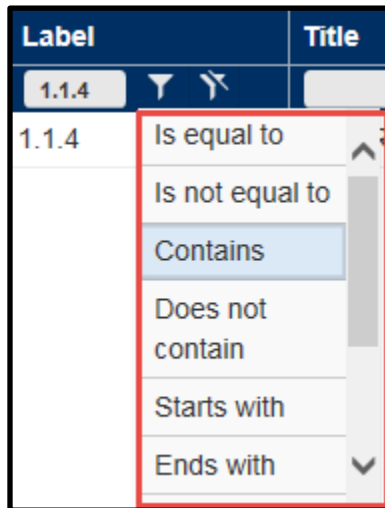 Label Title
1.1.4
1.1.4
Is equal to
Is not equal to
Contains
Does not
contain
Starts with
Ends with